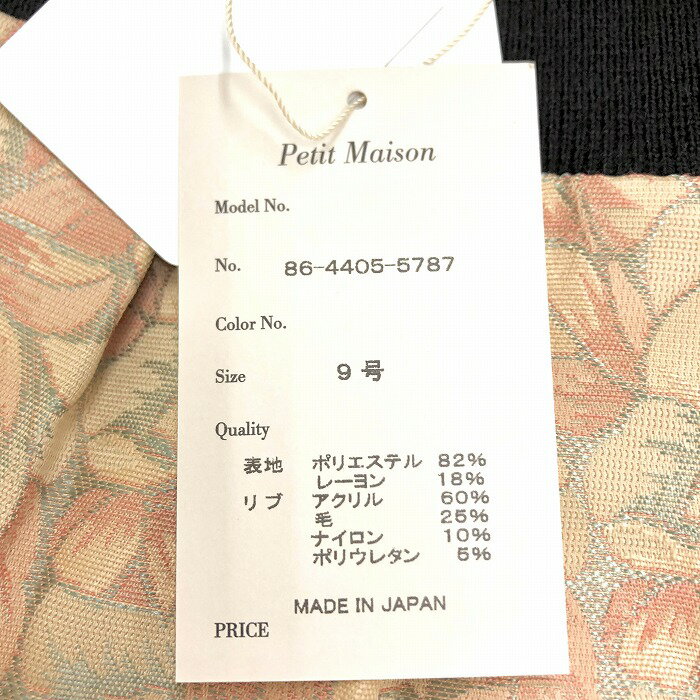 Petit Maison
Model No.
No. 86-4405-5787
Color No.
Size 9号
Quality
表地 ポリエステル 82%
レーヨン 18%
リブ アクリル 60%
毛 25%
ナイロン 10%
ポリウレタン 5%
MADE IN JAPAN
PRICE